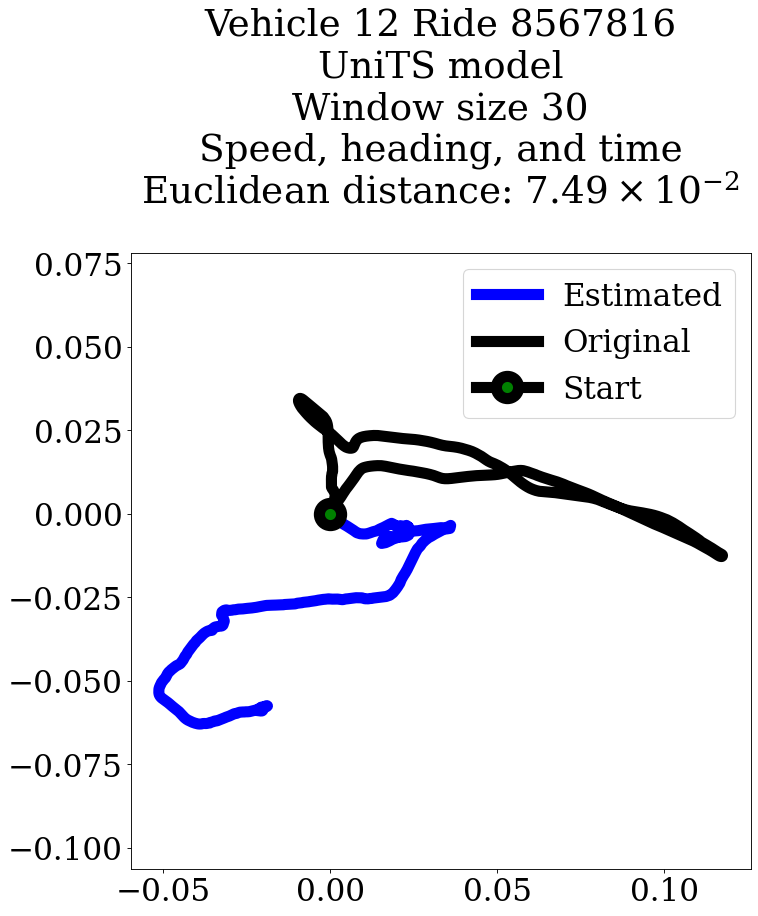 Vehicle 12 Ride 8567816
UniTS model
Window size 30
Speed, heading, and time
Euclidean distance: 7.49 × 10⁻²
0.075
0.050
0.025
0.000
−0.025
−0.050
−0.075
−0.100
Estimated
Original
Start
−0.05
0.00
0.05
0.10